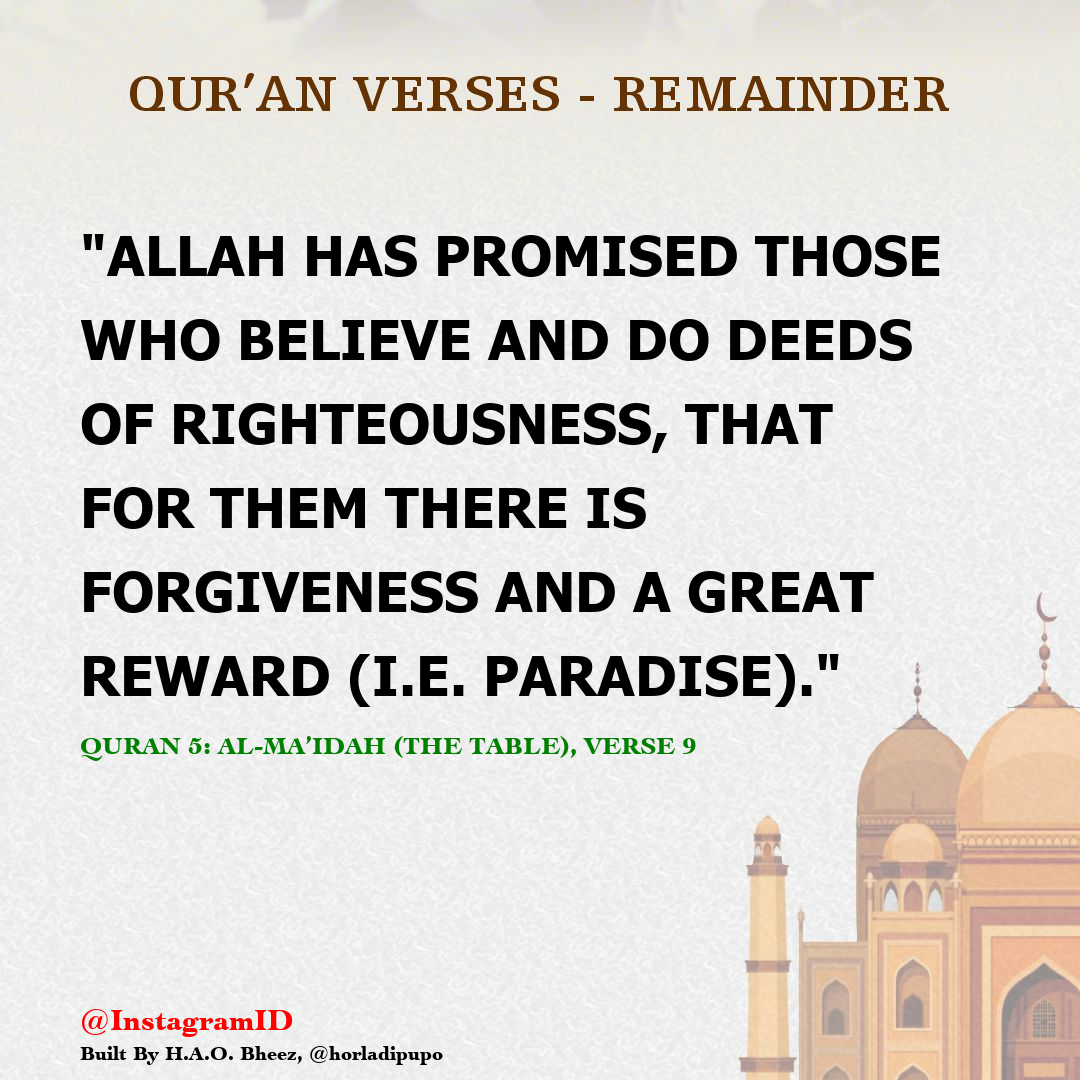 QUR'AN VERSES - REMAINDER
"ALLAH HAS PROMISED THOSE
WHO BELIEVE AND DO DEEDS
OF RIGHTEOUSNESS, THAT
FOR THEM THERE IS
FORGIVENESS AND A GREAT
REWARD (I.E. PARADISE)."
QURAN 5: AL-MA'IDAH (THE TABLE), VERSE 9
@InstagramID
Built By H.A.O. Bheez, @horladipupo